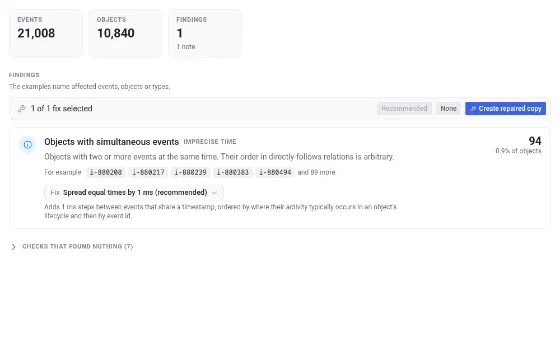 EVENTS
21,008
OBJECTS
10,840
FINDINGS
1
1 note
FINDINGS
The examples name affected events, objects or types.
1 of 1 fix selected
Recommended
None
Create repaired copy
Objects with simultaneous events IMPRECISE TIME
94
0.9% of objects
Objects with two or more events at the same time. Their order in directly-follows relations is arbitrary.
For example i-880208 i-880217 i-880239 i-880383 i-880494 and 89 more
Fix Spread equal times by 1 ms (recommended)
Adds 1 ms steps between events that share a timestamp, ordered by where their activity typically occurs in an object's
lifecycle and then by event id.
CHECKS THAT FOUND NOTHING (7)